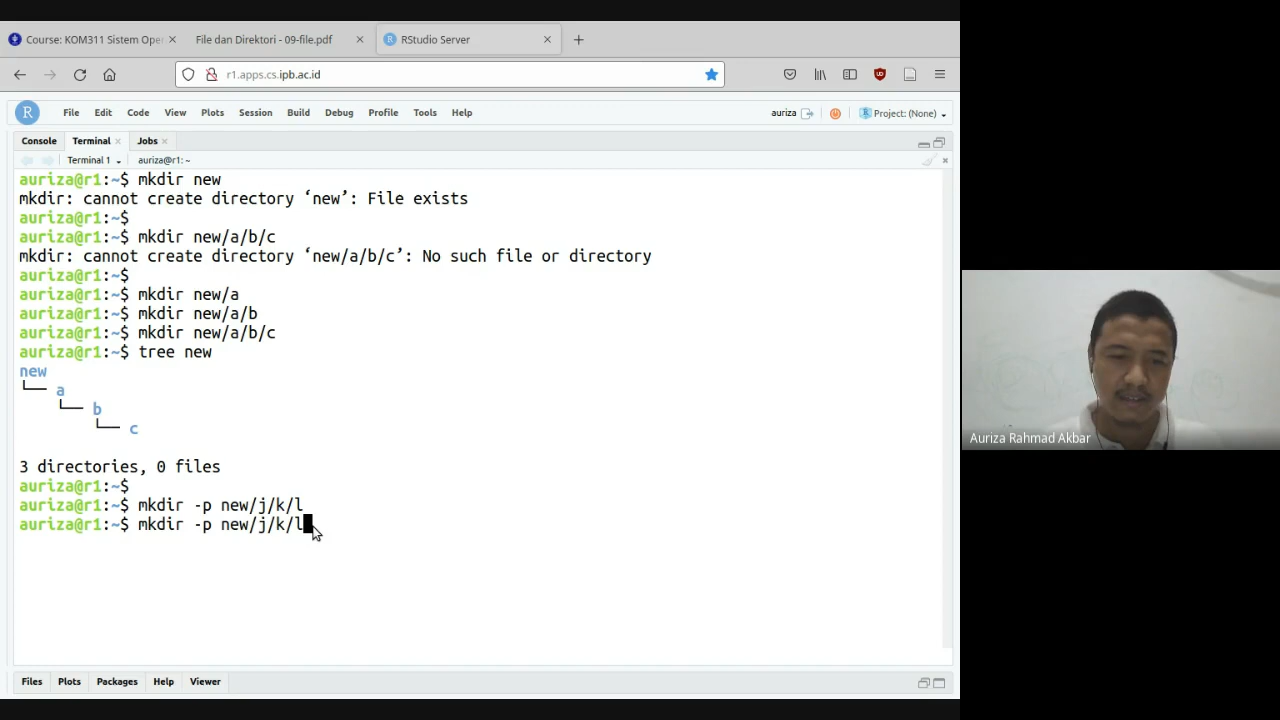 Course: KOM311 Sistem Ope
File dan Direktori - 09-file.pdf
RStudio Server
r1.apps.cs.ipb.ac.id
R File Edit Code View Plots Session Build Debug Profile Tools Help
auriza
Project: (None)
Console Terminal Jobs
Terminal 1 auriza@r1: ~
auriza@r1:~$ mkdir new
mkdir: cannot create directory ‘new’: File exists
auriza@r1:~$
auriza@r1:~$ mkdir new/a/b/c
mkdir: cannot create directory ‘new/a/b/c’: No such file or directory
auriza@r1:~$
auriza@r1:~$ mkdir new/a
auriza@r1:~$ mkdir new/a/b
auriza@r1:~$ mkdir new/a/b/c
auriza@r1:~$ tree new
new
└── a
    └── b
        └── c
3 directories, 0 files
auriza@r1:~$
auriza@r1:~$ mkdir -p new/j/k/l
auriza@r1:~$ mkdir -p new/j/k/l
Auriza Rahmad Akbar
Files Plots Packages Help Viewer